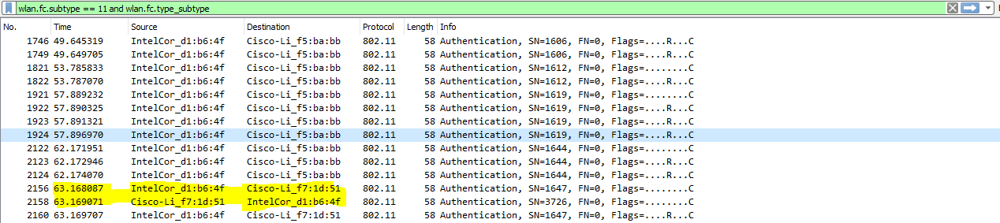 wlan.fc.subtype == 11 and wlan.fc.type_subtype
No. Time Source Destination Protocol Length Info
1746 49.645319 IntelCor_d1:b6:4f Cisco-Li_f5:ba:bb 802.11 58 Authentication, SN=1606, FN=0, Flags=....R...C
1749 49.649705 IntelCor_d1:b6:4f Cisco-Li_f5:ba:bb 802.11 58 Authentication, SN=1606, FN=0, Flags=....R...C
1821 53.785833 IntelCor_d1:b6:4f Cisco-Li_f5:ba:bb 802.11 58 Authentication, SN=1612, FN=0, Flags=........C
1822 53.787070 IntelCor_d1:b6:4f Cisco-Li_f5:ba:bb 802.11 58 Authentication, SN=1612, FN=0, Flags=....R...C
1921 57.889232 IntelCor_d1:b6:4f Cisco-Li_f5:ba:bb 802.11 58 Authentication, SN=1619, FN=0, Flags=........C
1922 57.890325 IntelCor_d1:b6:4f Cisco-Li_f5:ba:bb 802.11 58 Authentication, SN=1619, FN=0, Flags=....R...C
1923 57.891321 IntelCor_d1:b6:4f Cisco-Li_f5:ba:bb 802.11 58 Authentication, SN=1619, FN=0, Flags=....R...C
1924 57.896970 IntelCor_d1:b6:4f Cisco-Li_f5:ba:bb 802.11 58 Authentication, SN=1619, FN=0, Flags=....R...C
2122 62.171951 IntelCor_d1:b6:4f Cisco-Li_f5:ba:bb 802.11 58 Authentication, SN=1644, FN=0, Flags=........C
2123 62.172946 IntelCor_d1:b6:4f Cisco-Li_f5:ba:bb 802.11 58 Authentication, SN=1644, FN=0, Flags=....R...C
2124 62.174070 IntelCor_d1:b6:4f Cisco-Li_f5:ba:bb 802.11 58 Authentication, SN=1644, FN=0, Flags=....R...C
2156 63.168087 IntelCor_d1:b6:4f Cisco-Li_f7:1d:51 802.11 58 Authentication, SN=1647, FN=0, Flags=........C
2158 63.169071 Cisco-Li_f7:1d:51 IntelCor_d1:b6:4f 802.11 58 Authentication, SN=3726, FN=0, Flags=........C
2160 63.169707 IntelCor_d1:b6:4f Cisco-Li_f7:1d:51 802.11 58 Authentication, SN=1647, FN=0, Flags=....R...C